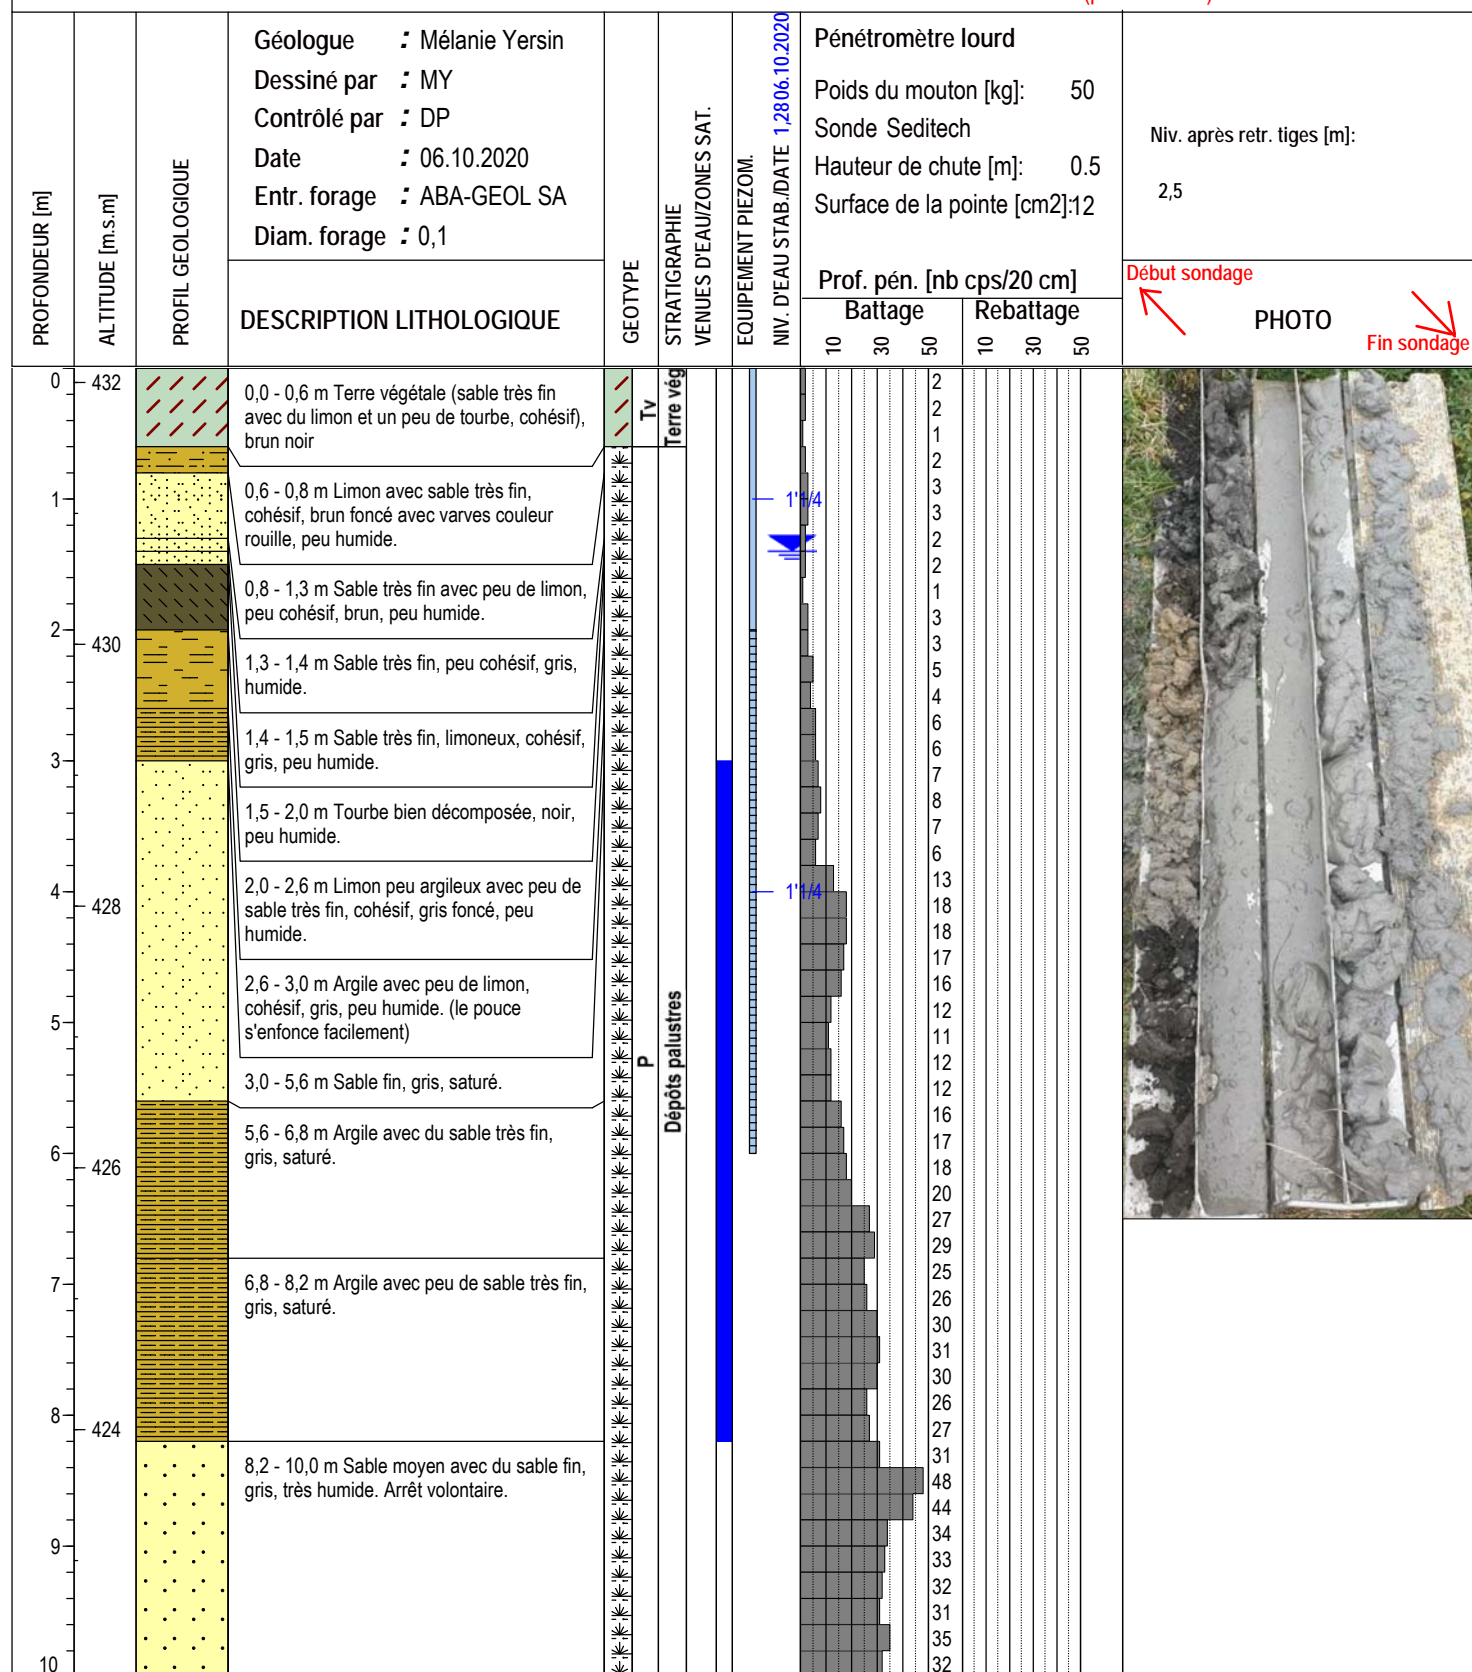 Géologue : Mélanie Yersin
Dessiné par : MY
Contrôlé par : DP
Date : 06.10.2020
Entr. forage : ABA-GEOL SA
Diam. forage : 0,1
Pénétromètre lourd
Poids du mouton [kg]: 50
Sonde Seditech
Hauteur de chute [m]: 0.5
Surface de la pointe [cm2]:12
Niv. après retr. tiges [m]:
2,5
PROFONDEUR [m]
ALTITUDE [m.s.m]
PROFIL GEOLOGIQUE
DESCRIPTION LITHOLOGIQUE
GEOTYPE
STRATIGRAPHIE
VENUES D'EAU/ZONES SAT.
EQUIPEMENT PIEZOM.
NIV. D'EAU STAB./DATE 1,28 06.10.2020
Prof. pén. [nb cps/20 cm]
Battage
Rebattage
10 30 50
10 30 50
Début sondage
PHOTO
Fin sondage
0
1
2
3
4
5
6
7
8
9
10
432
430
428
426
424
0,0 - 0,6 m Terre végétale (sable très fin
avec du limon et un peu de tourbe, cohésif),
brun noir
0,6 - 0,8 m Limon avec sable très fin,
cohésif, brun foncé avec varves couleur
rouille, peu humide.
0,8 - 1,3 m Sable très fin avec peu de limon,
peu cohésif, brun, peu humide.
1,3 - 1,4 m Sable très fin, peu cohésif, gris,
humide.
1,4 - 1,5 m Sable très fin, limoneux, cohésif,
gris, peu humide.
1,5 - 2,0 m Tourbe bien décomposée, noir,
peu humide.
2,0 - 2,6 m Limon peu argileux avec peu de
sable très fin, cohésif, gris foncé, peu
humide.
2,6 - 3,0 m Argile avec peu de limon,
cohésif, gris, peu humide. (le pouce
s'enfonce facilement)
3,0 - 5,6 m Sable fin, gris, saturé.
5,6 - 6,8 m Argile avec du sable très fin,
gris, saturé.
6,8 - 8,2 m Argile avec peu de sable très fin,
gris, saturé.
8,2 - 10,0 m Sable moyen avec du sable fin,
gris, très humide. Arrêt volontaire.
Tv
Terre vég
P
Dépôts palustres
1'1/4
1'1/4
2
2
1
2
3
3
2
2
1
3
3
5
4
6
6
7
8
7
6
13
18
18
17
16
12
11
12
12
16
17
18
20
27
29
25
26
30
31
30
26
27
31
48
44
34
33
32
31
35
32